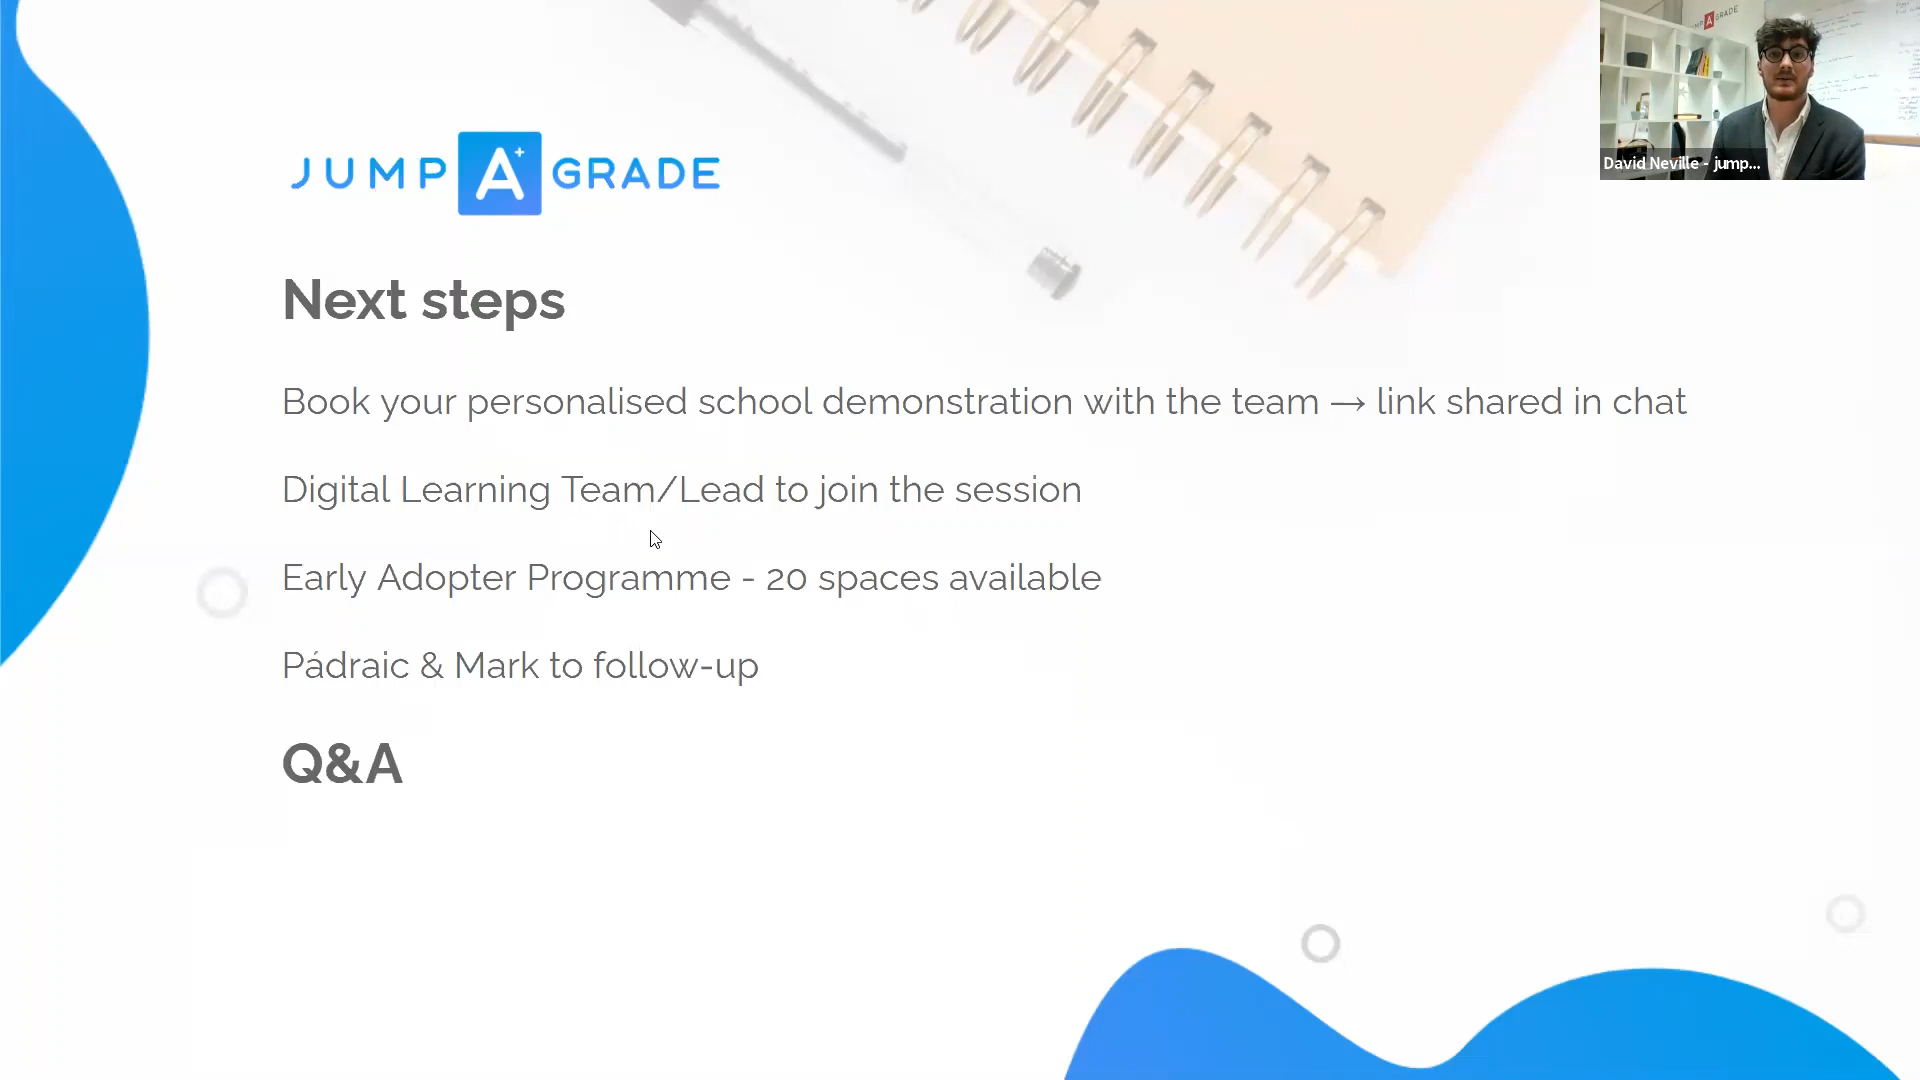 JUMP A+ GRADE
Next steps
Book your personalised school demonstration with the team → link shared in chat
Digital Learning Team/Lead to join the session
Early Adopter Programme - 20 spaces available
Pádraic & Mark to follow-up
Q&A
JUMP A GRADE
David Neville - jump...